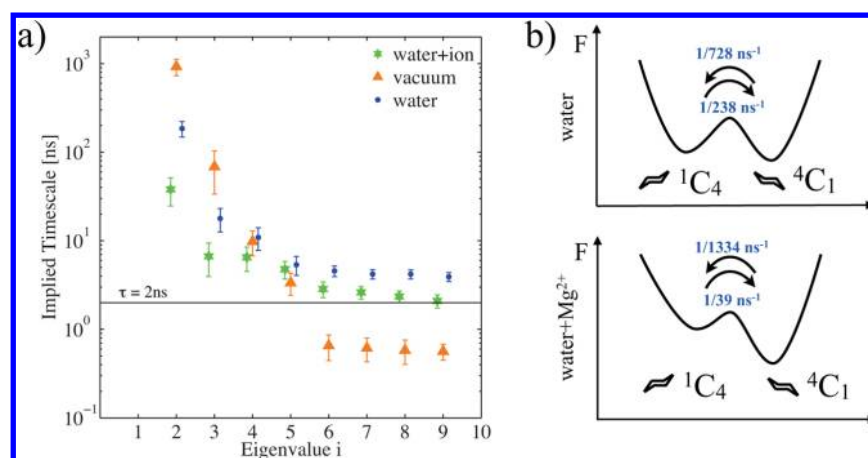 a)
Implied Timescale [ns]
10³
10²
10¹
10⁰
10⁻¹
water+ion
vacuum
water
τ = 2ns
1 2 3 4 5 6 7 8 9 10
Eigenvalue i
b)
F
water
1/728 ns⁻¹
1/238 ns⁻¹
¹C₄ ⁴C₁
F
water+Mg²⁺
1/1334 ns⁻¹
1/39 ns⁻¹
¹C₄ ⁴C₁